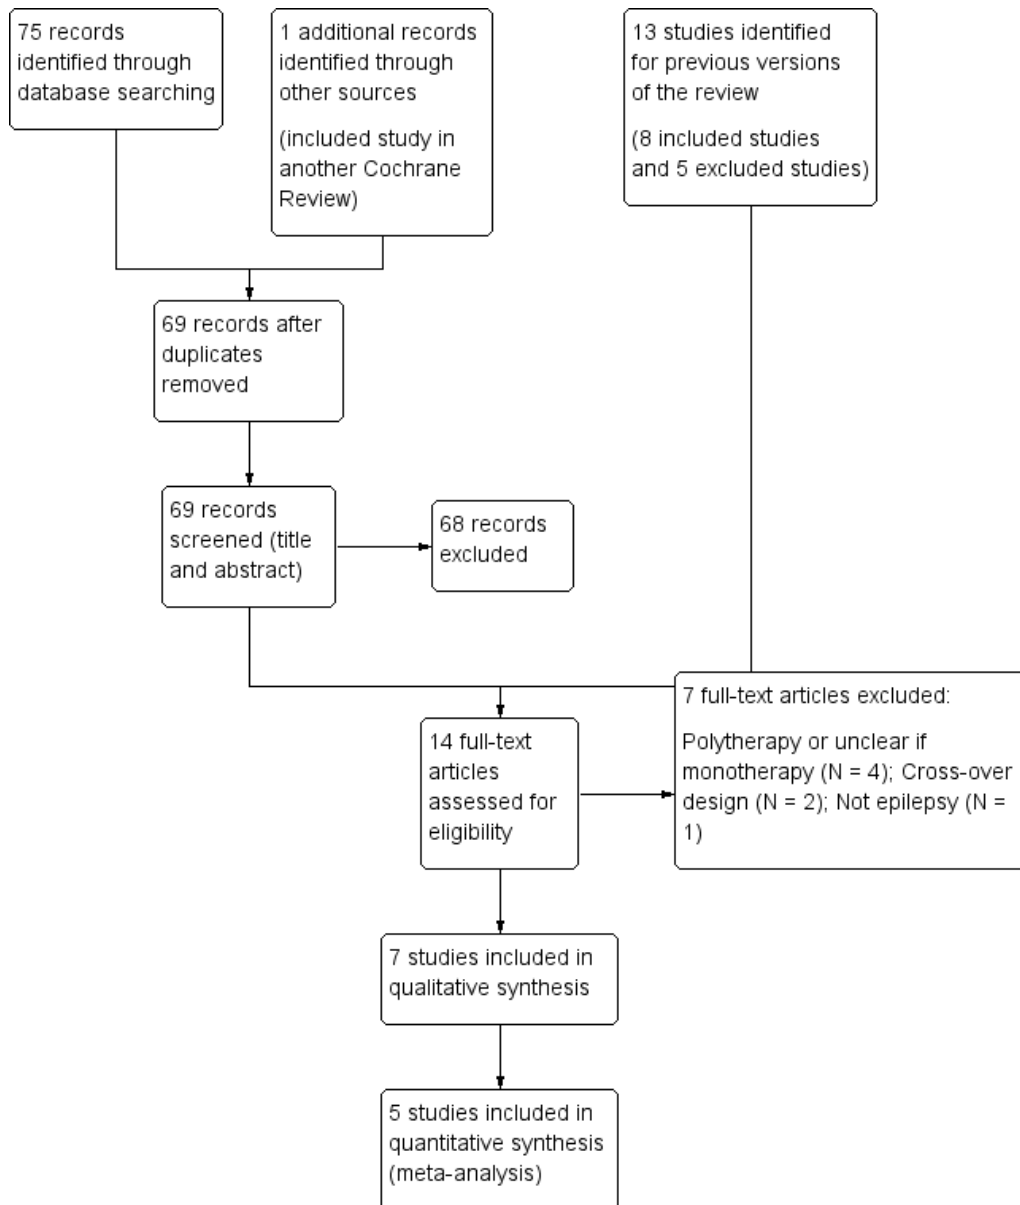 75 records
identified through
database searching
1 additional records
identified through
other sources
(included study in
another Cochrane
Review)
13 studies identified
for previous versions
of the review
(8 included studies
and 5 excluded studies)
69 records after
duplicates
removed
69 records
screened (title
and abstract)
68 records
excluded
14 full-text
articles
assessed for
eligibility
7 full-text articles excluded:
Polytherapy or unclear if
monotherapy (N = 4); Cross-over
design (N = 2); Not epilepsy (N =
1)
7 studies included in
qualitative synthesis
5 studies included in
quantitative synthesis
(meta-analysis)